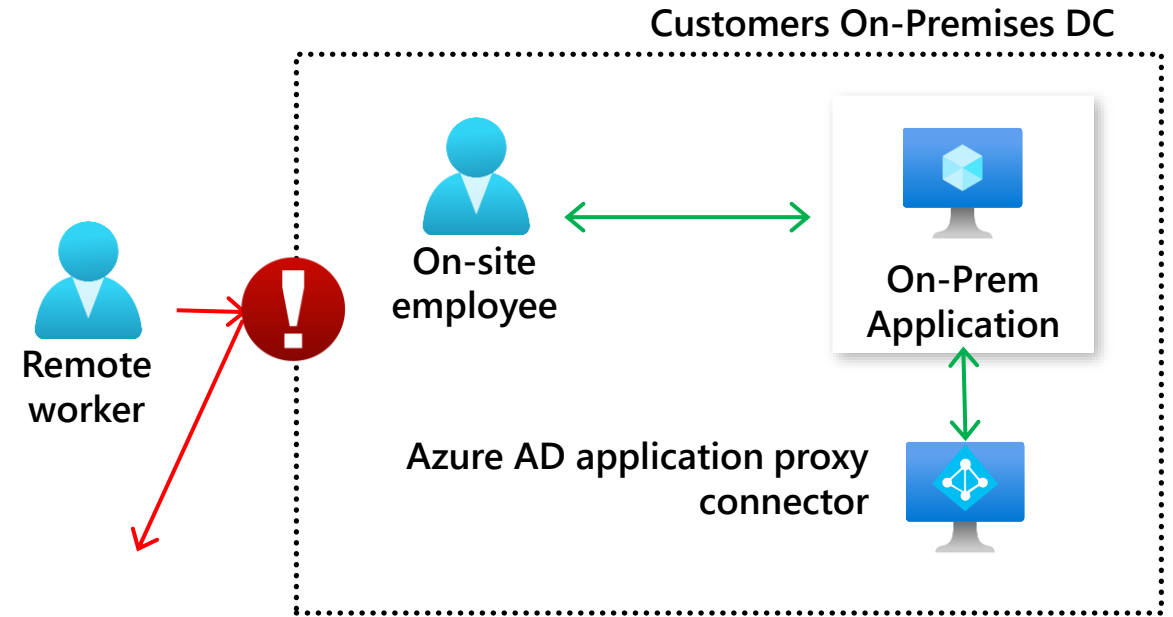 Customers On-Premises DC
On-site
employee
On-Prem
Application
Remote
worker
Azure AD application proxy
connector